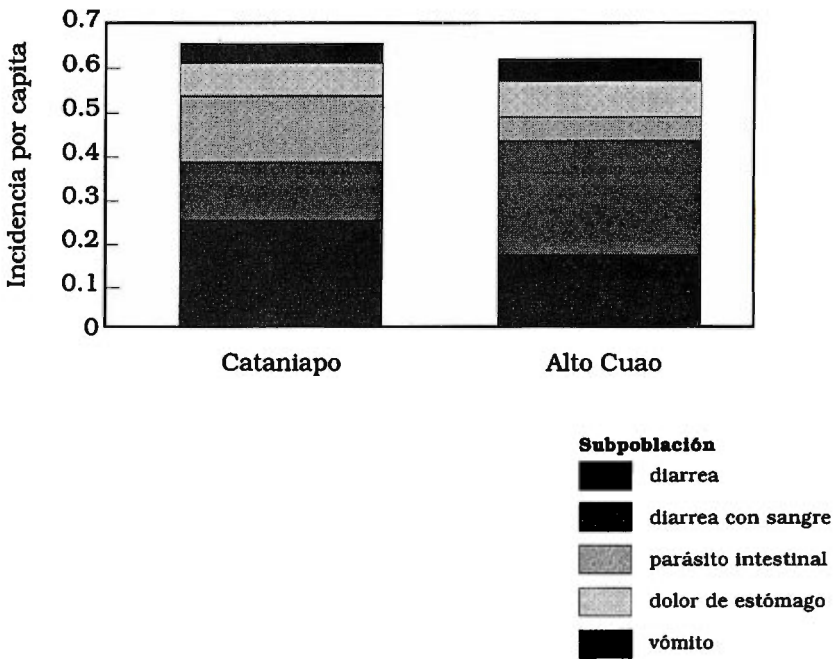 Incidencia por capita
0.7
0.6
0.5
0.4
0.3
0.2
0.1
0
Cataniapo
Alto Cuao
Subpoblación
diarrea
diarrea con sangre
parásito intestinal
dolor de estómago
vómito